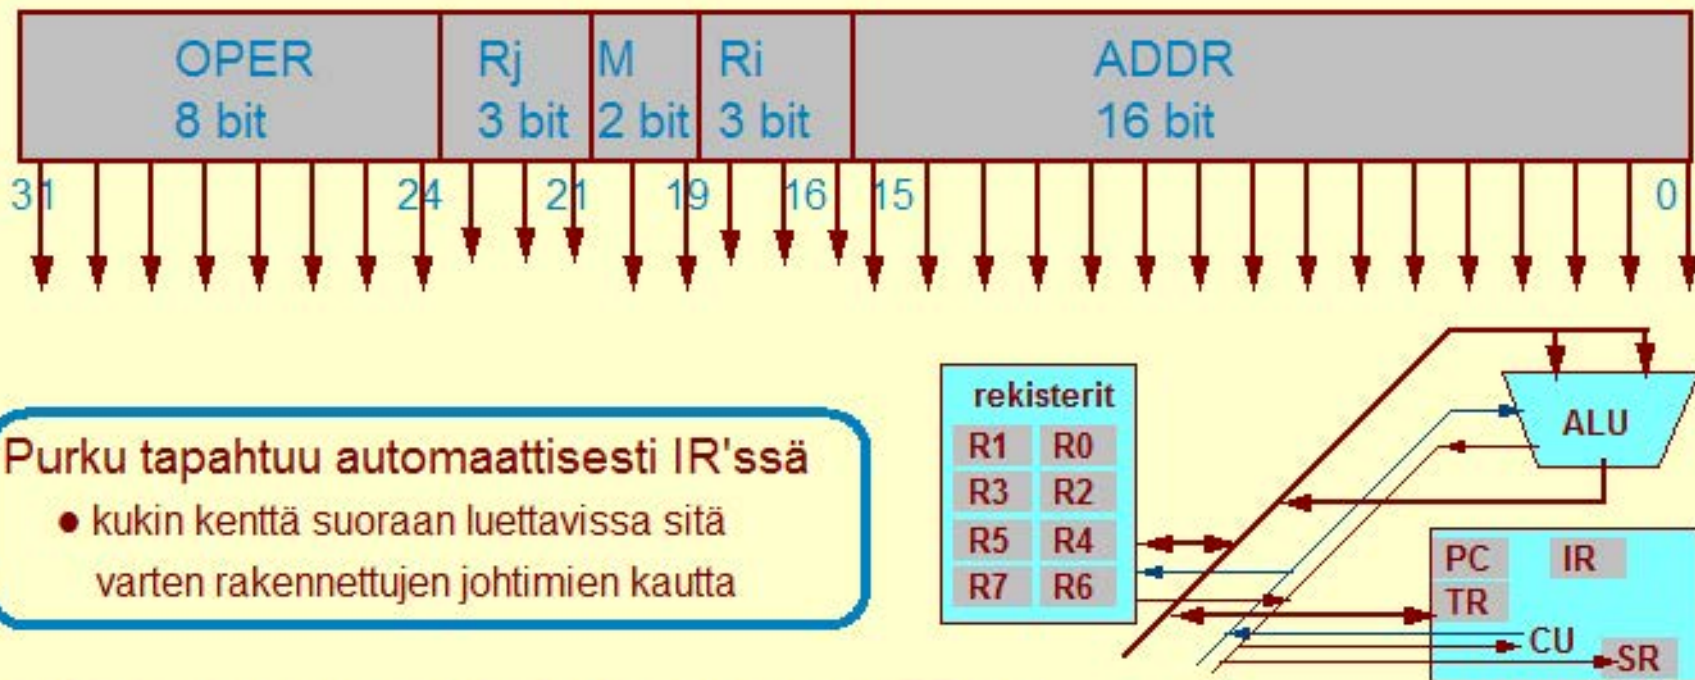 OPER Rj M Ri ADDR
8 bit 3 bit 2 bit 3 bit 16 bit
31 24 21 19 16 15 0
Purku tapahtuu automaattisesti IR'ssä
• kukin kenttä suoraan luettavissa sitä
varten rakennettujen johtimien kautta
rekisterit
R1 R0
R3 R2
R5 R4
R7 R6
ALU
PC IR
TR
CU
SR